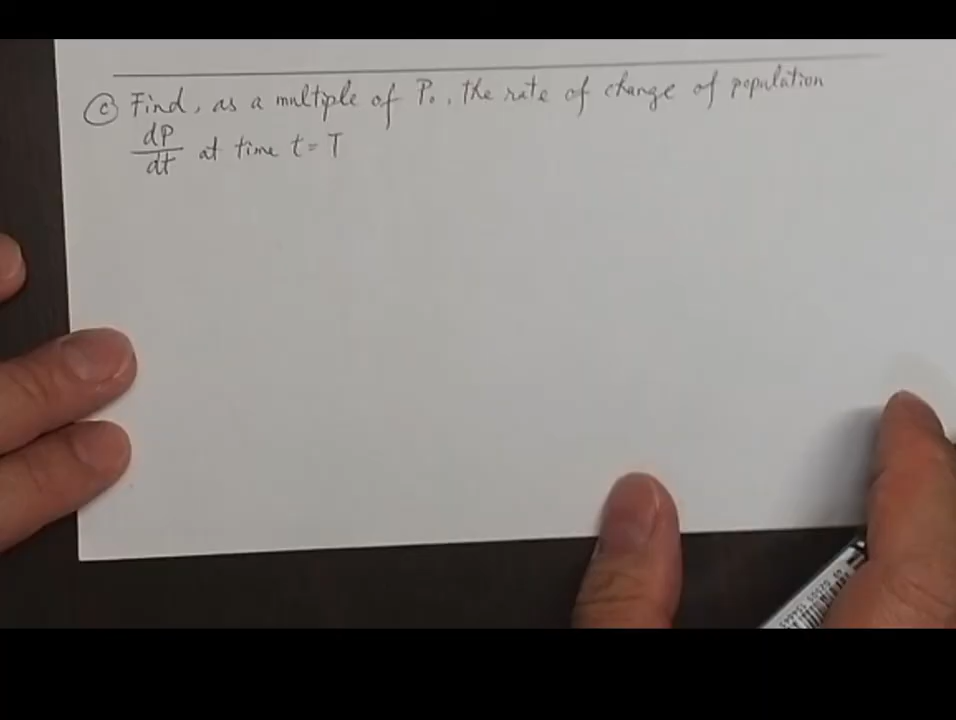 (c) Find, as a multiple of P₀, the rate of change of population
dP/dt at time t = T